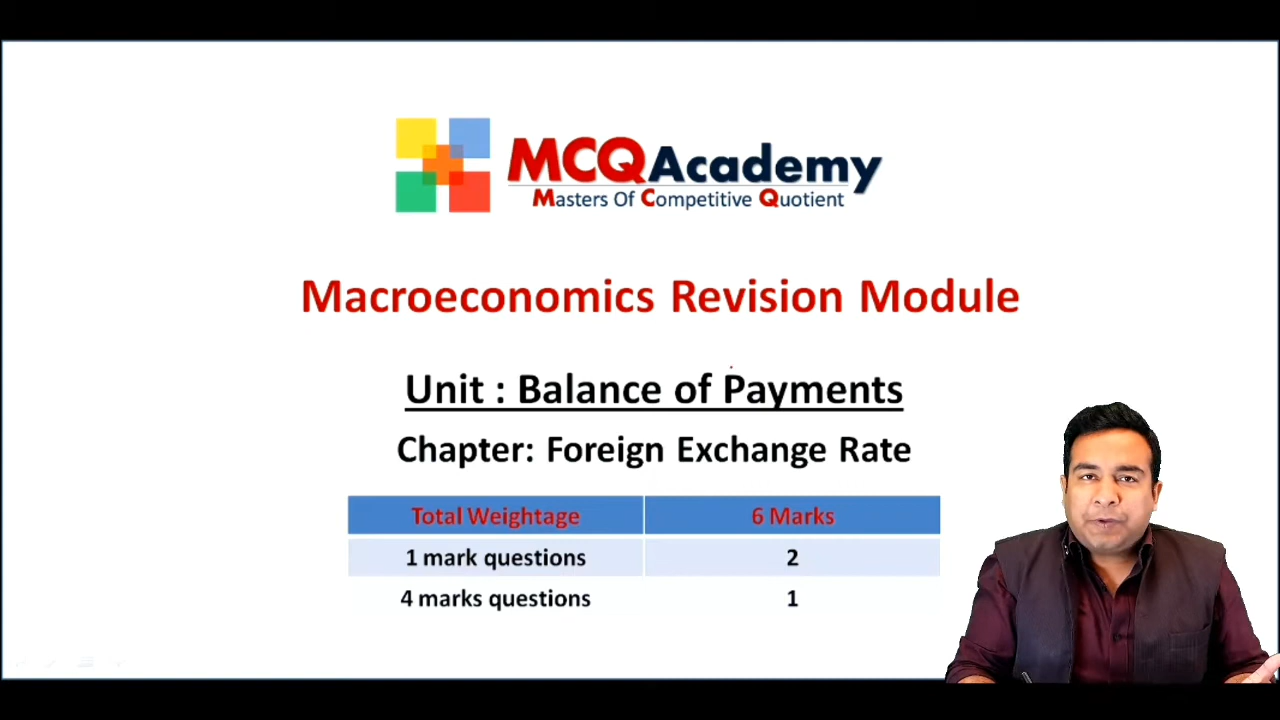 MCQAcademy
Masters Of Competitive Quotient
Macroeconomics Revision Module
Unit : Balance of Payments
Chapter: Foreign Exchange Rate
Total Weightage 6 Marks
1 mark questions 2
4 marks questions 1